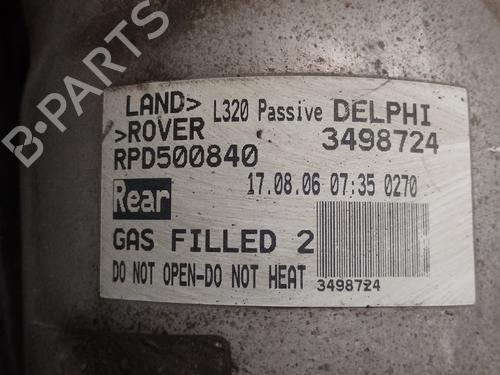 LAND> L320 Passive DELPHI
>ROVER 3498724
RPD500840
Rear 17.08.06 07:35 0270
GAS FILLED 2
DO NOT OPEN-DO NOT HEAT 3498724
B-PARTS